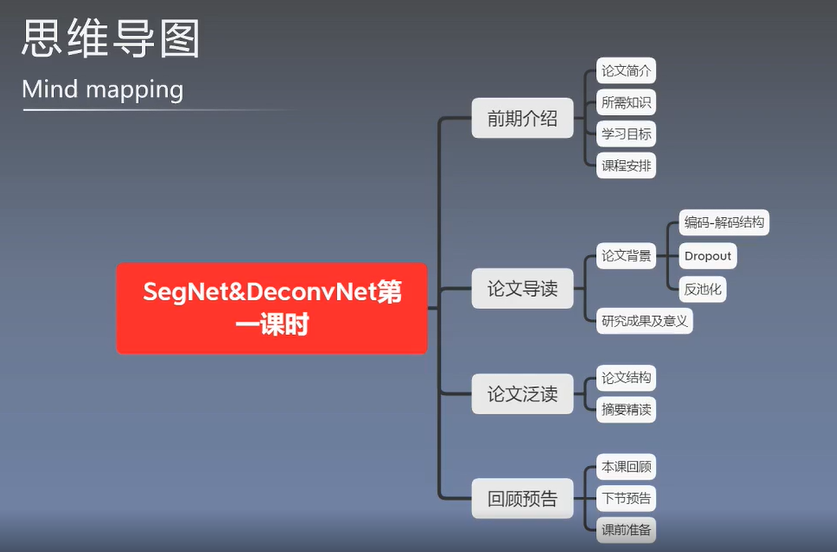 思维导图
Mind mapping
SegNet&DeconvNet第
一课时
前期介绍
论文简介
所需知识
学习目标
课程安排
论文导读
论文背景
编码-解码结构
Dropout
反池化
研究成果及意义
论文泛读
论文结构
摘要精读
回顾预告
本课回顾
下节预告
课前准备